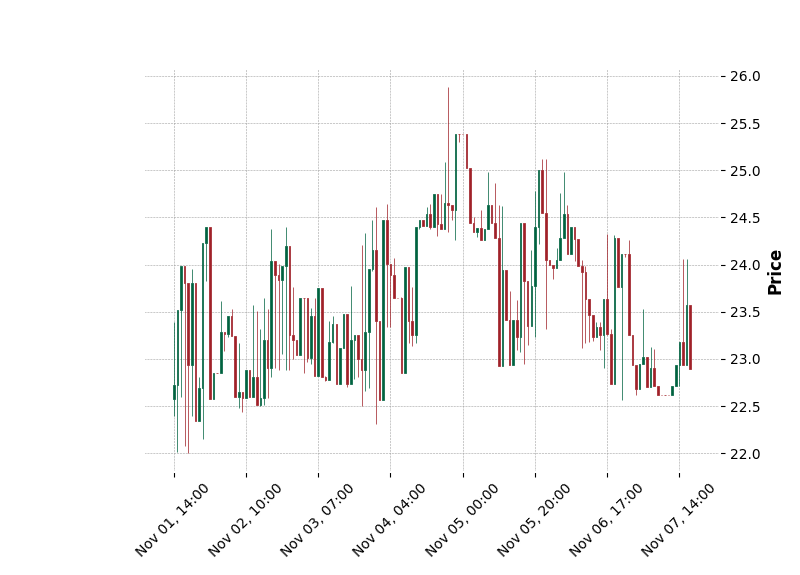 26.0
25.5
25.0
24.5
24.0
23.5
23.0
22.5
22.0
Price
Nov 01, 14:00
Nov 02, 10:00
Nov 03, 07:00
Nov 04, 04:00
Nov 05, 00:00
Nov 05, 20:00
Nov 06, 17:00
Nov 07, 14:00